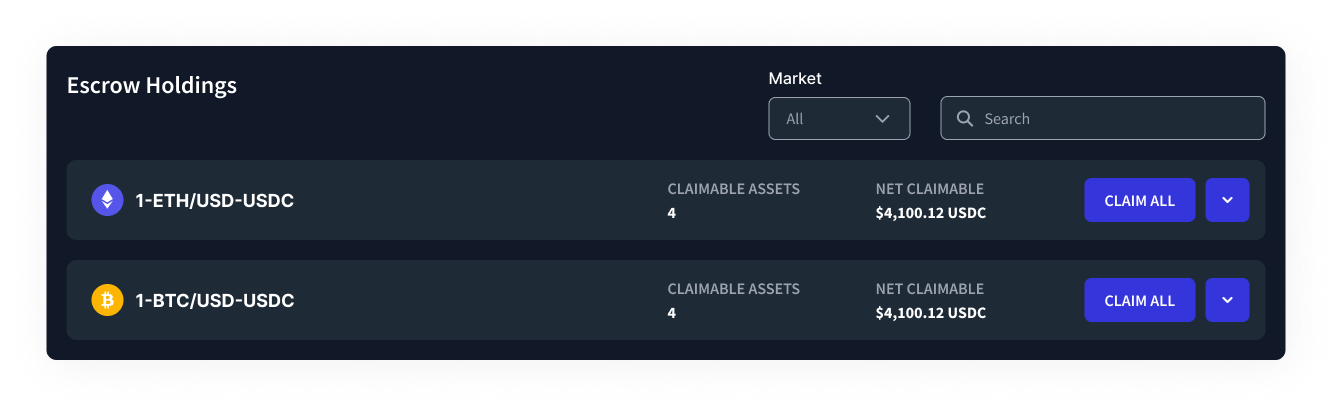 Escrow Holdings
Market
All
Search
1-ETH/USD-USDC
CLAIMABLE ASSETS
4
NET CLAIMABLE
$4,100.12 USDC
CLAIM ALL
1-BTC/USD-USDC
CLAIMABLE ASSETS
4
NET CLAIMABLE
$4,100.12 USDC
CLAIM ALL